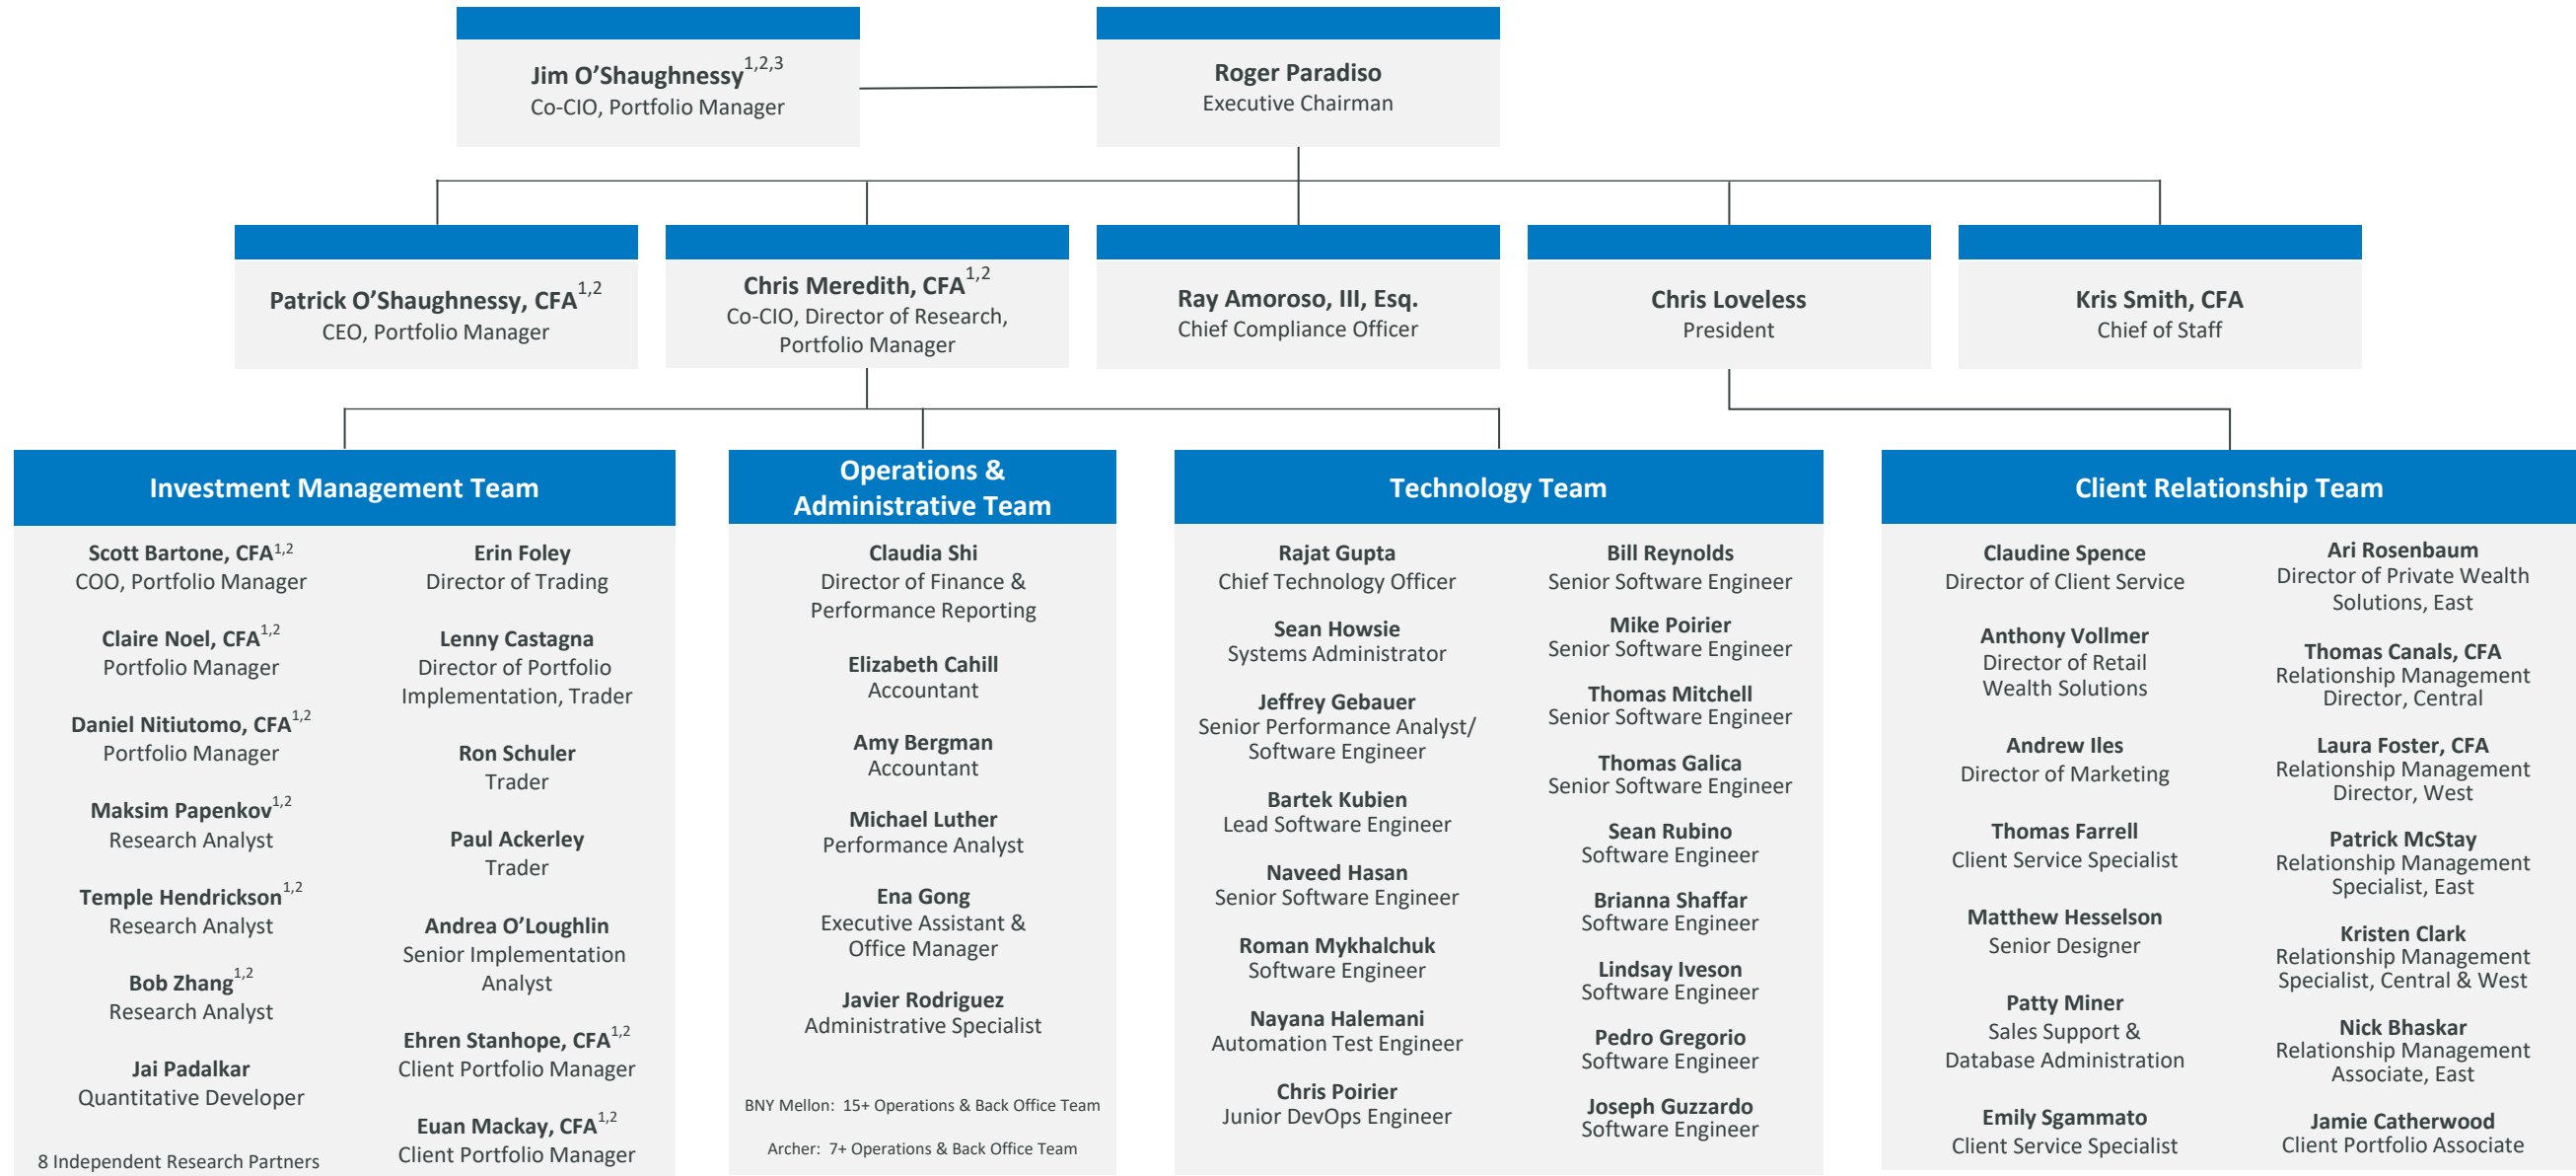 Jim O’Shaughnessy1,2,3
Co-CIO, Portfolio Manager
Roger Paradiso
Executive Chairman
Patrick O’Shaughnessy, CFA1,2
CEO, Portfolio Manager
Chris Meredith, CFA1,2
Co-CIO, Director of Research,
Portfolio Manager
Ray Amoroso, III, Esq.
Chief Compliance Officer
Chris Loveless
President
Kris Smith, CFA
Chief of Staff
Investment Management Team
Scott Bartone, CFA1,2
COO, Portfolio Manager
Claire Noel, CFA1,2
Portfolio Manager
Daniel Nitiutomo, CFA1,2
Portfolio Manager
Maksim Papenkov1,2
Research Analyst
Temple Hendrickson1,2
Research Analyst
Bob Zhang1,2
Research Analyst
Jai Padalkar
Quantitative Developer
8 Independent Research Partners
Erin Foley
Director of Trading
Lenny Castagna
Director of Portfolio
Implementation, Trader
Ron Schuler
Trader
Paul Ackerley
Trader
Andrea O’Loughlin
Senior Implementation
Analyst
Ehren Stanhope, CFA1,2
Client Portfolio Manager
Euan Mackay, CFA1,2
Client Portfolio Manager
Operations &
Administrative Team
Claudia Shi
Director of Finance &
Performance Reporting
Elizabeth Cahill
Accountant
Amy Bergman
Accountant
Michael Luther
Performance Analyst
Ena Gong
Executive Assistant &
Office Manager
Javier Rodriguez
Administrative Specialist
BNY Mellon: 15+ Operations & Back Office Team
Archer: 7+ Operations & Back Office Team
Technology Team
Rajat Gupta
Chief Technology Officer
Sean Howsie
Systems Administrator
Jeffrey Gebauer
Senior Performance Analyst/
Software Engineer
Bartek Kubien
Lead Software Engineer
Naveed Hasan
Senior Software Engineer
Roman Mykhalchuk
Software Engineer
Nayana Halemani
Automation Test Engineer
Chris Poirier
Junior DevOps Engineer
Bill Reynolds
Senior Software Engineer
Mike Poirier
Senior Software Engineer
Thomas Mitchell
Senior Software Engineer
Thomas Galica
Senior Software Engineer
Sean Rubino
Software Engineer
Brianna Shaffar
Software Engineer
Lindsay Iveson
Software Engineer
Pedro Gregorio
Software Engineer
Joseph Guzzardo
Software Engineer
Client Relationship Team
Claudine Spence
Director of Client Service
Anthony Vollmer
Director of Retail
Wealth Solutions
Andrew Iles
Director of Marketing
Thomas Farrell
Client Service Specialist
Matthew Hesselson
Senior Designer
Patty Miner
Sales Support &
Database Administration
Emily Sgammato
Client Service Specialist
Ari Rosenbaum
Director of Private Wealth
Solutions, East
Thomas Canals, CFA
Relationship Management
Director, Central
Laura Foster, CFA
Relationship Management
Director, West
Patrick McStay
Relationship Management
Specialist, East
Kristen Clark
Relationship Management
Specialist, Central & West
Nick Bhaskar
Relationship Management
Associate, East
Jamie Catherwood
Client Portfolio Associate